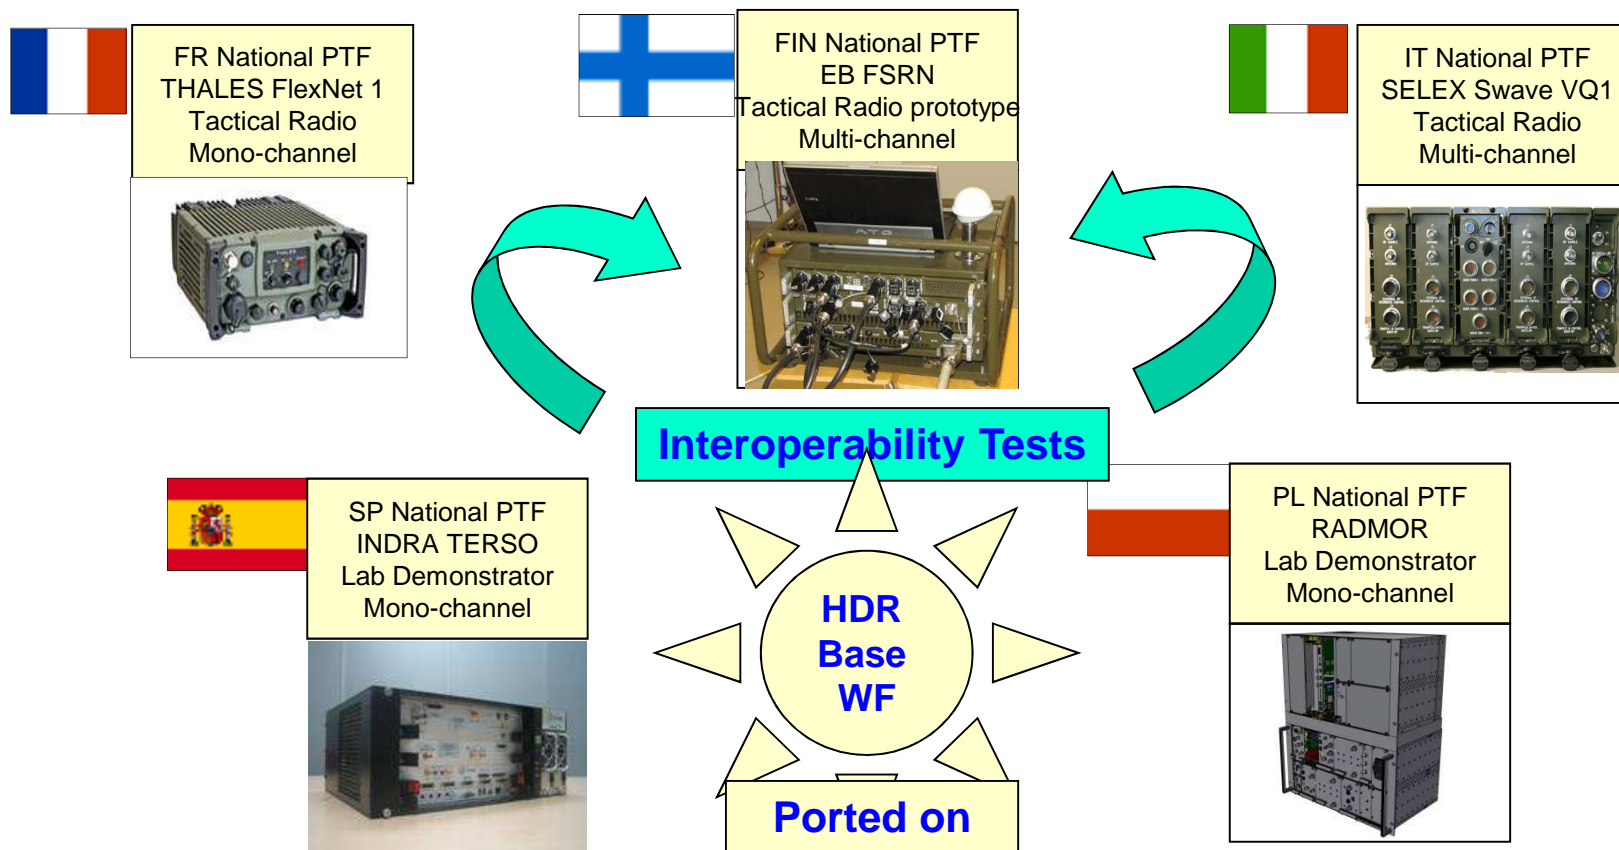 FR National PTF
THALES FlexNet 1
Tactical Radio
Mono-channel
THALES
FIN National PTF
EB FSRN
Tactical Radio prototype
Multi-channel
ATG
IT National PTF
SELEX Swave VQ1
Tactical Radio
Multi-channel
Interoperability Tests
SP National PTF
INDRA TERSO
Lab Demonstrator
Mono-channel
HDR
Base
WF
Ported on
PL National PTF
RADMOR
Lab Demonstrator
Mono-channel